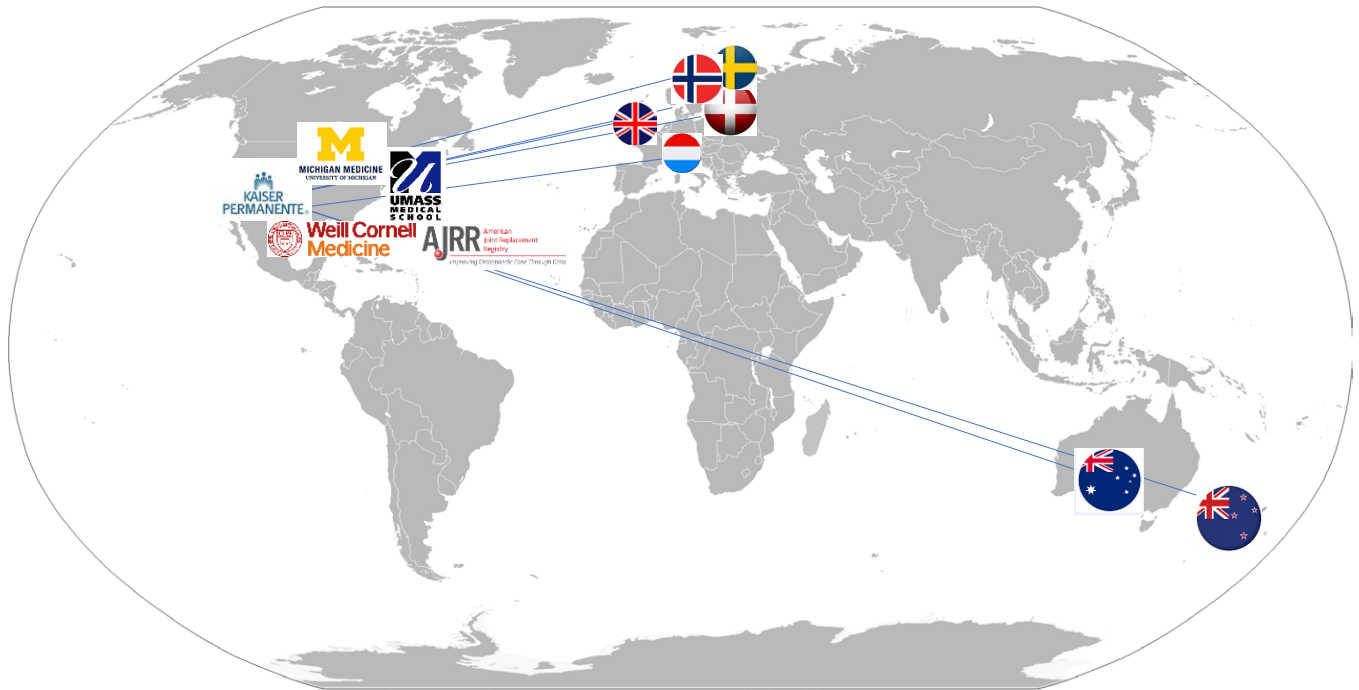 M
MICHIGAN MEDICINE
UNIVERSITY OF MICHIGAN
KAISER
PERMANENTE®
UMASS
MEDICAL
SCHOOL
Weill Cornell
Medicine
AJRR
American
Joint Replacement
Registry
Improving Orthopaedic Care Through Data